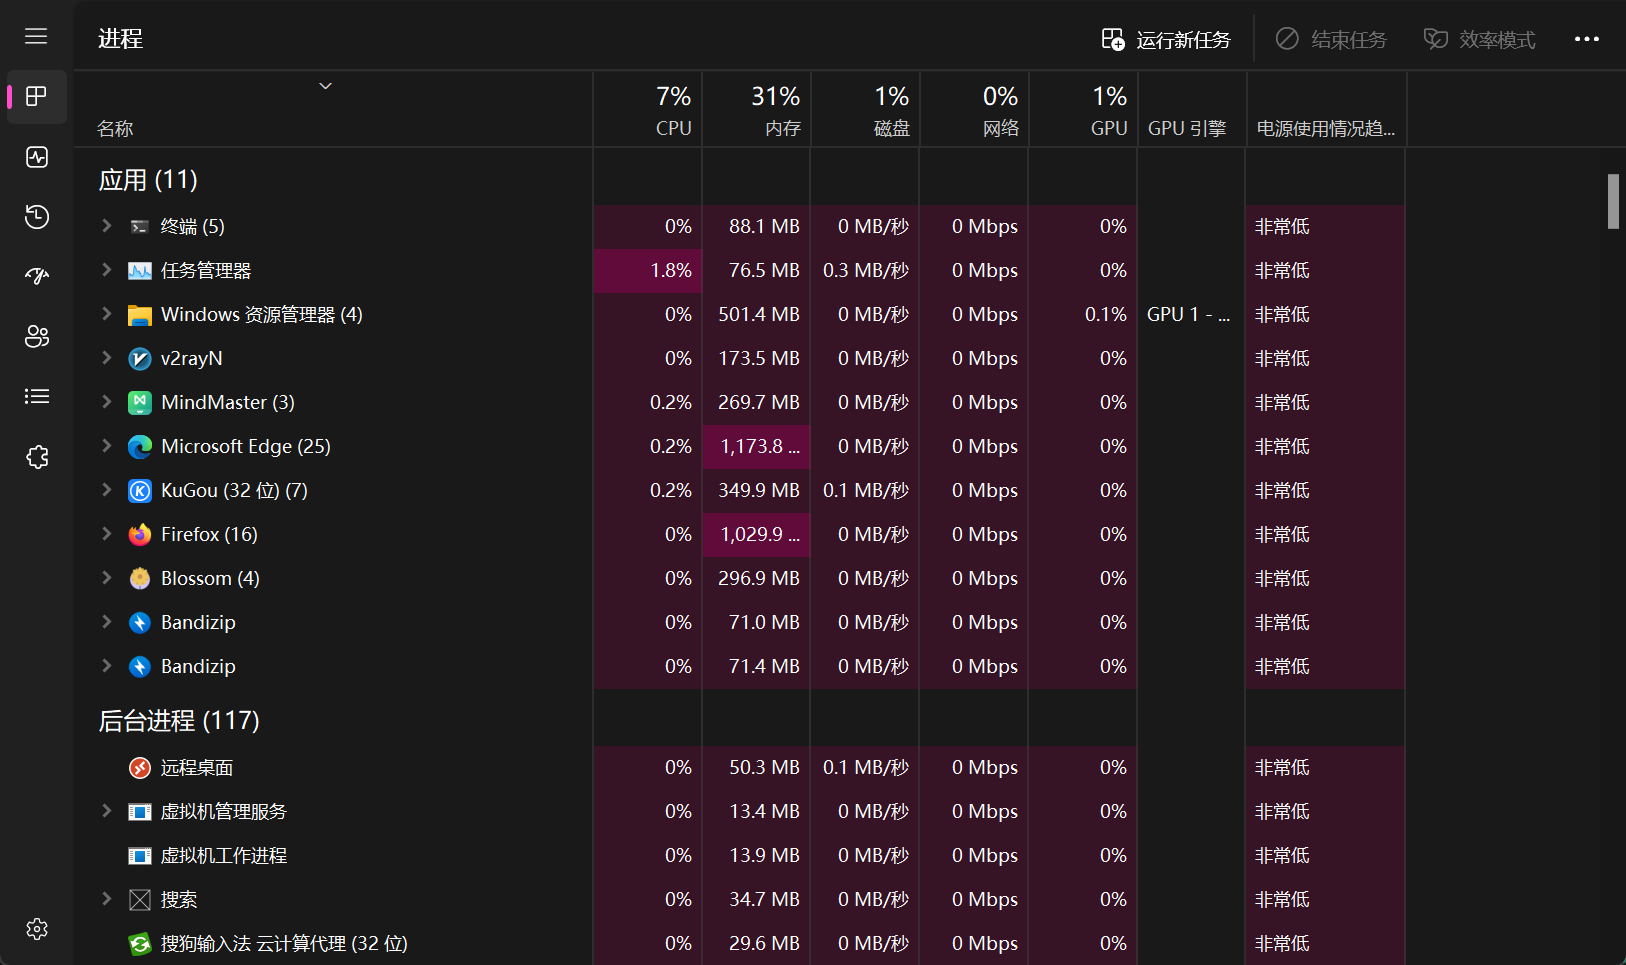 进程
运行新任务 结束任务 效率模式
7% 31% 1% 0% 1%
名称 CPU 内存 磁盘 网络 GPU GPU 引擎 电源使用情况趋...
应用 (11)
终端 (5) 0% 88.1 MB 0 MB/秒 0 Mbps 0% 非常低
任务管理器 1.8% 76.5 MB 0.3 MB/秒 0 Mbps 0% 非常低
Windows 资源管理器 (4) 0% 501.4 MB 0 MB/秒 0 Mbps 0.1% GPU 1 - ... 非常低
v2rayN 0% 173.5 MB 0 MB/秒 0 Mbps 0% 非常低
MindMaster (3) 0.2% 269.7 MB 0 MB/秒 0 Mbps 0% 非常低
Microsoft Edge (25) 0.2% 1,173.8 ... 0 MB/秒 0 Mbps 0% 非常低
KuGou (32 位) (7) 0.2% 349.9 MB 0.1 MB/秒 0 Mbps 0% 非常低
Firefox (16) 0% 1,029.9 ... 0 MB/秒 0 Mbps 0% 非常低
Blossom (4) 0% 296.9 MB 0 MB/秒 0 Mbps 0% 非常低
Bandizip 0% 71.0 MB 0 MB/秒 0 Mbps 0% 非常低
Bandizip 0% 71.4 MB 0 MB/秒 0 Mbps 0% 非常低
后台进程 (117)
远程桌面 0% 50.3 MB 0.1 MB/秒 0 Mbps 0% 非常低
虚拟机管理服务 0% 13.4 MB 0 MB/秒 0 Mbps 0% 非常低
虚拟机工作进程 0% 13.9 MB 0 MB/秒 0 Mbps 0% 非常低
搜索 0% 34.7 MB 0 MB/秒 0 Mbps 0% 非常低
搜狗输入法 云计算代理 (32 位) 0% 29.6 MB 0 MB/秒 0 Mbps 0% 非常低